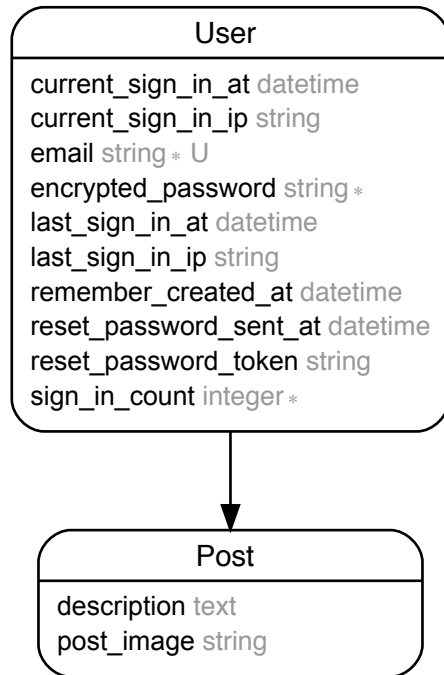 User
current_sign_in_at datetime
current_sign_in_ip string
email string * U
encrypted_password string *
last_sign_in_at datetime
last_sign_in_ip string
remember_created_at datetime
reset_password_sent_at datetime
reset_password_token string
sign_in_count integer *
Post
description text
post_image string